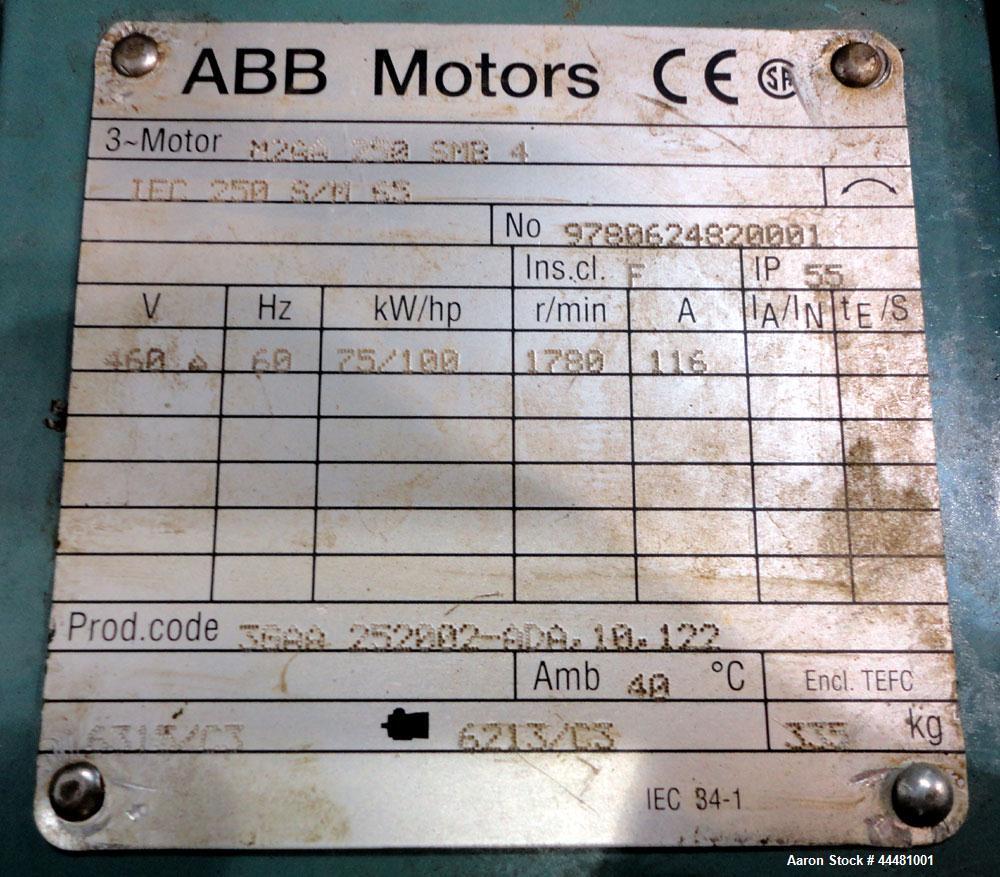 ABB Motors CE SA
3~Motor M2AA 250 SMB 4
IEC 250 S/M 65
No 9780624820001
Ins.cl. F IP 55
V Hz kW/hp r/min A IA/IN tE/S
460 60 75/100 1780 116
Prod.code 3GAA 252002-ADA.10.122
Amb 40 °C Encl. TEFC
6315/C3 6213/C3 335 kg
IEC 34-1
Aaron Stock # 44481001